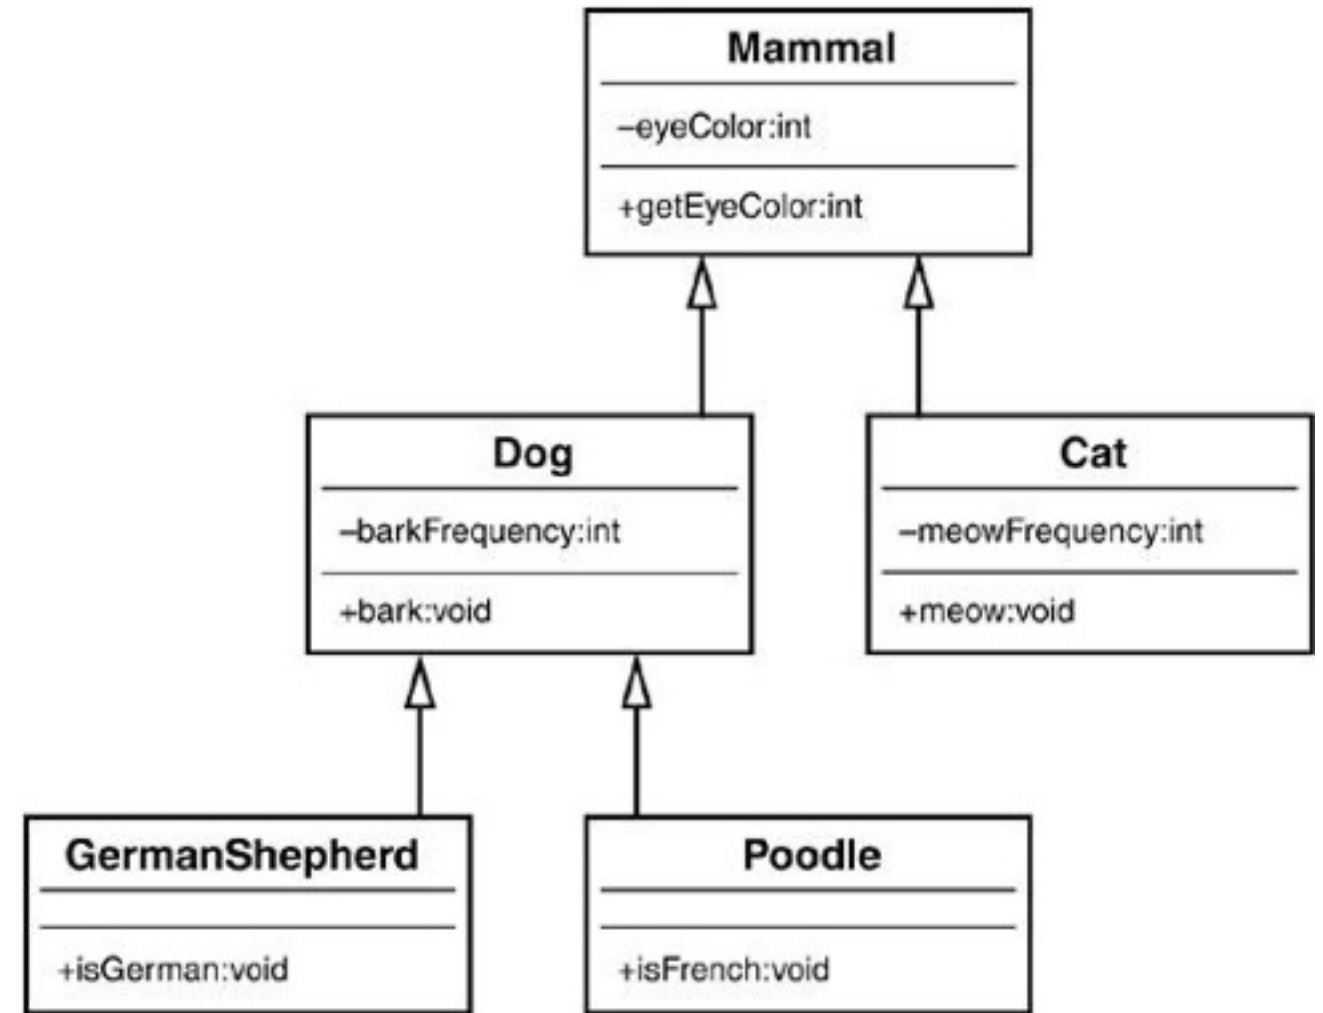 Mammal
–eyeColor:int
+getEyeColor:int
Dog
–barkFrequency:int
+bark:void
Cat
–meowFrequency:int
+meow:void
GermanShepherd
+isGerman:void
Poodle
+isFrench:void